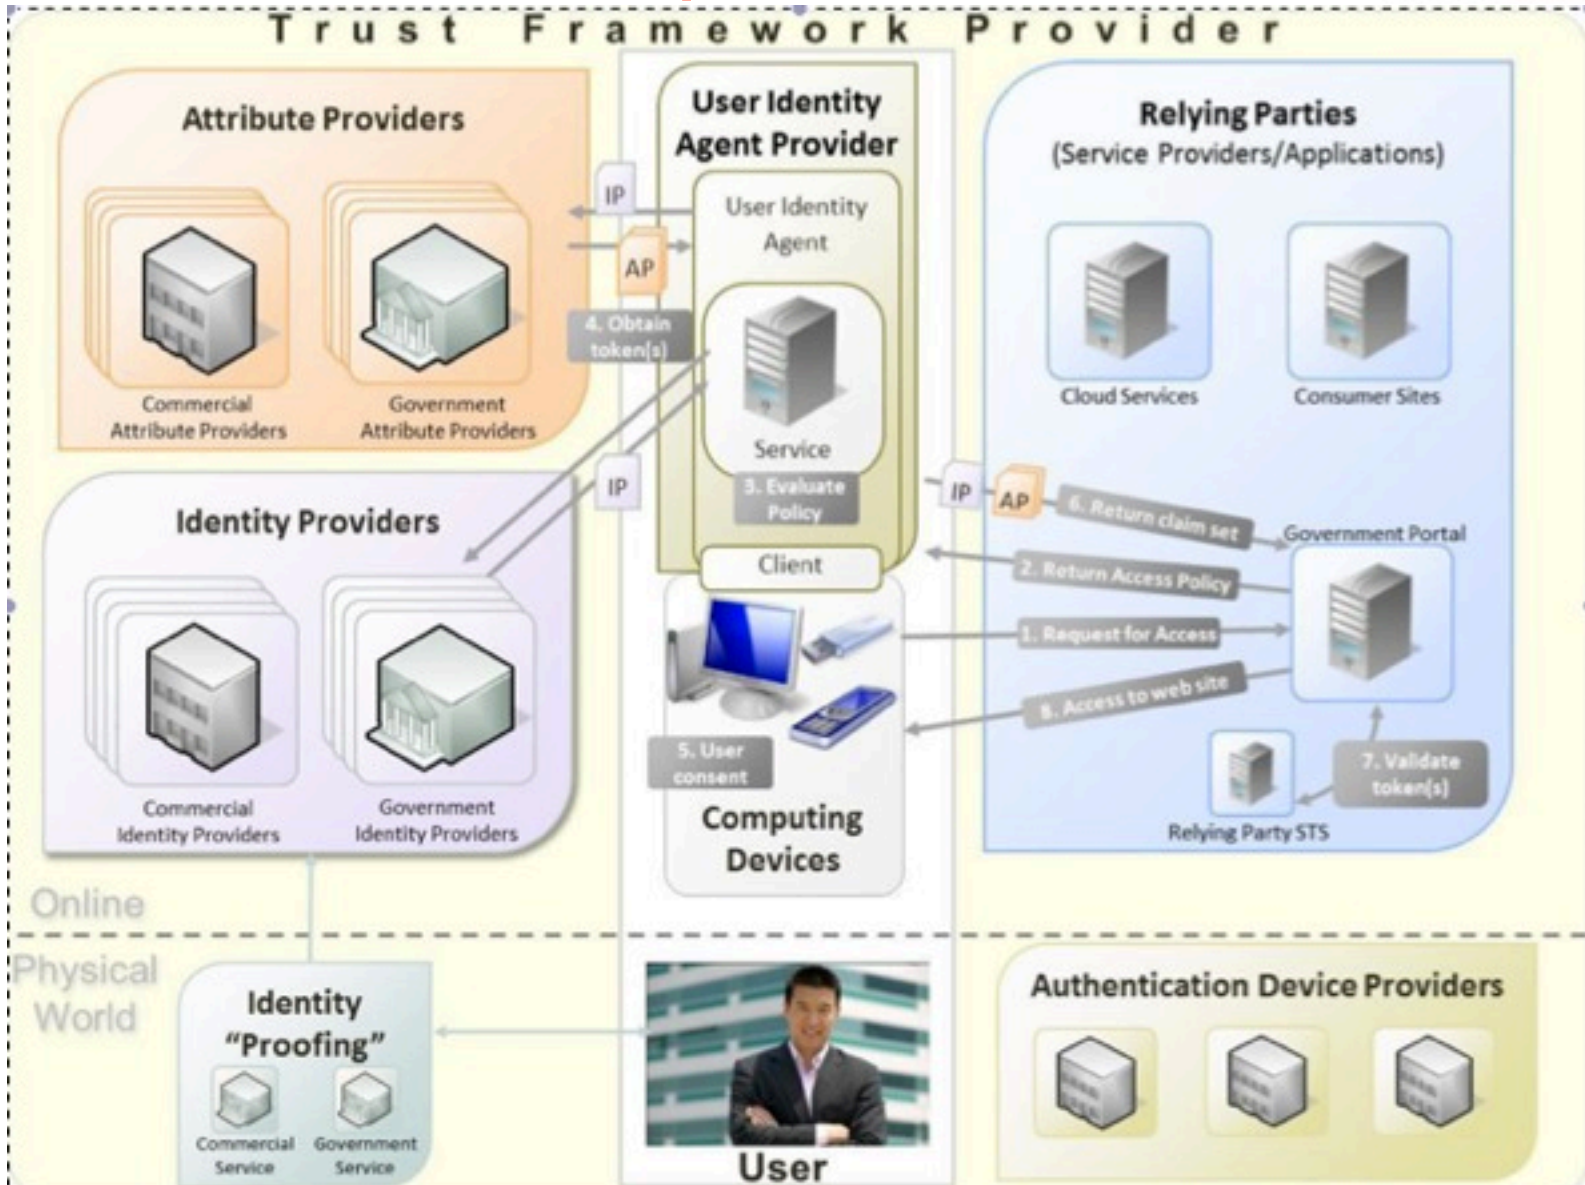 Trust Framework Provider
Attribute Providers
Commercial
Attribute Providers
Government
Attribute Providers
Identity Providers
Commercial
Identity Providers
Government
Identity Providers
User Identity
Agent Provider
User Identity
Agent
Service
3. Evaluate
Policy
Client
IP
AP
4. Obtain
token(s)
IP
5. User
consent
Computing
Devices
Relying Parties
(Service Providers/Applications)
Cloud Services
Consumer Sites
IP
AP
6. Return claim set
Government Portal
2. Return Access Policy
1. Request for Access
8. Access to web site
7. Validate
token(s)
Relying Party STS
Online
Physical
World
Identity
“Proofing”
Commercial
Service
Government
Service
User
Authentication Device Providers